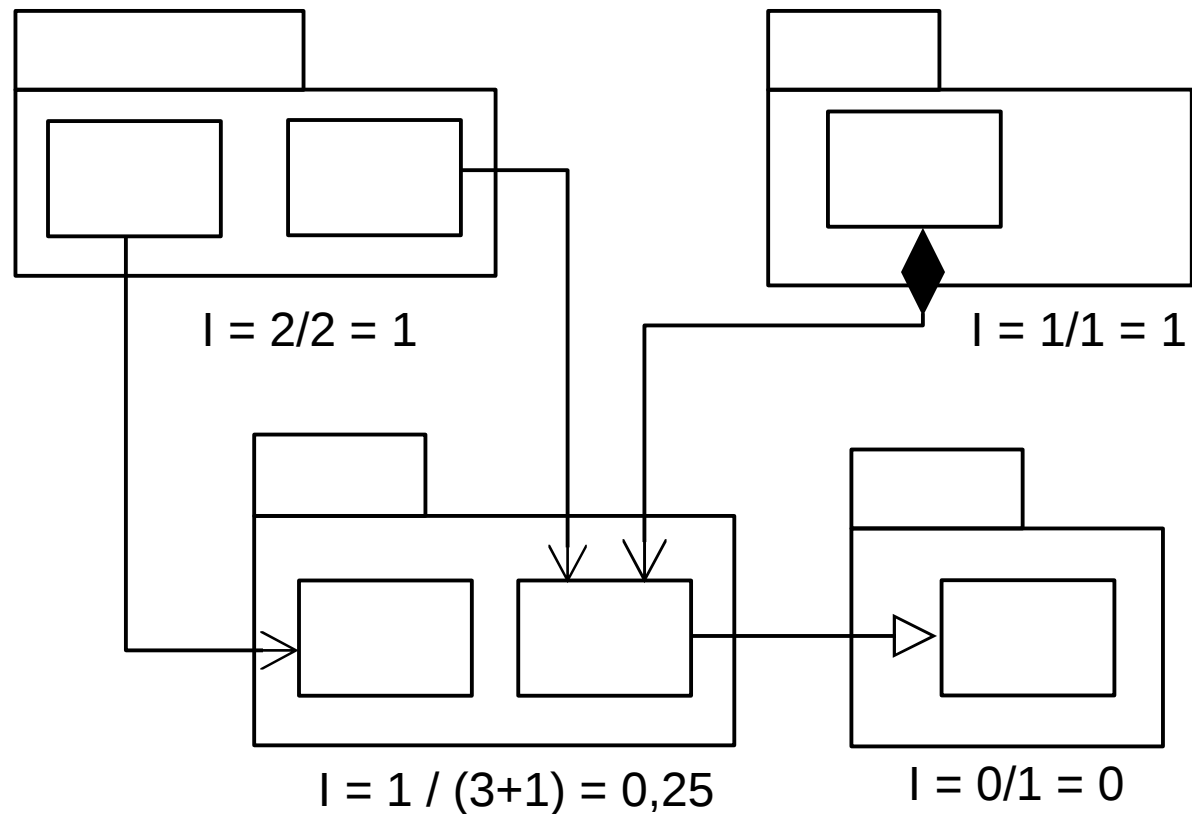 I = 2/2 = 1
I = 1/1 = 1
I = 1 / (3+1) = 0,25
I = 0/1 = 0